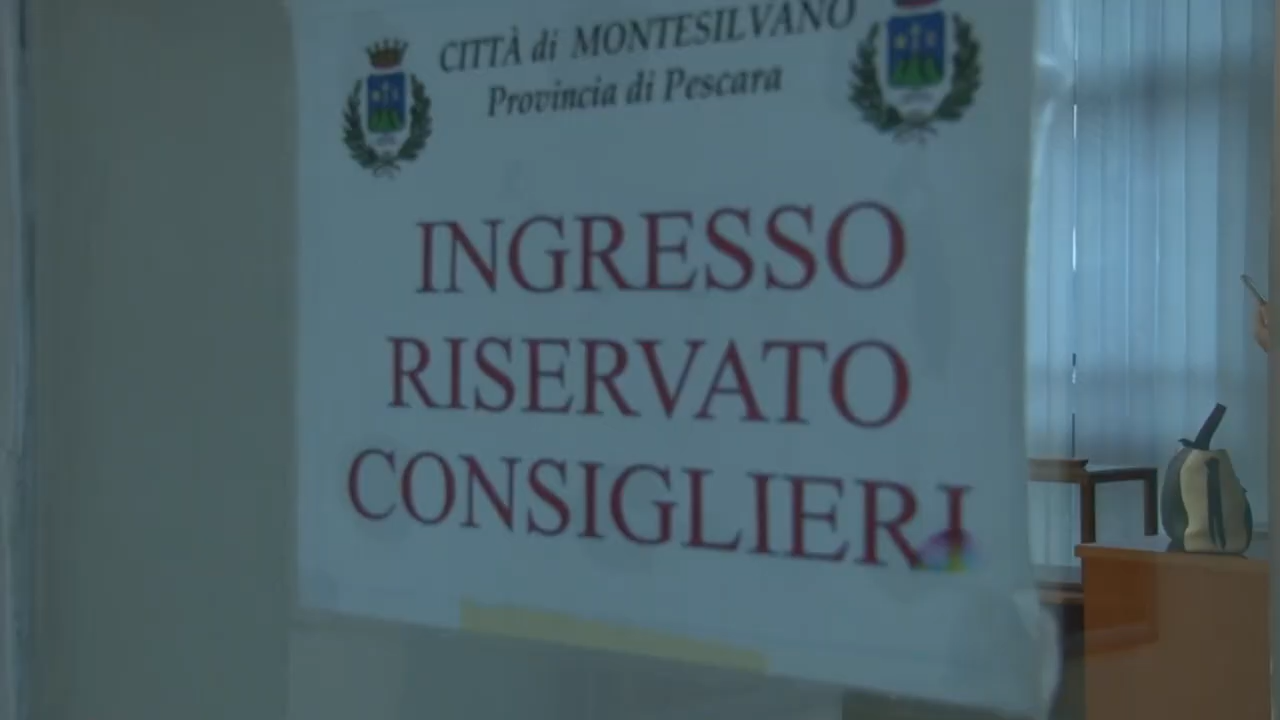 CITTÀ di MONTESILVANO
Provincia di Pescara
INGRESSO
RISERVATO
CONSIGLIERI